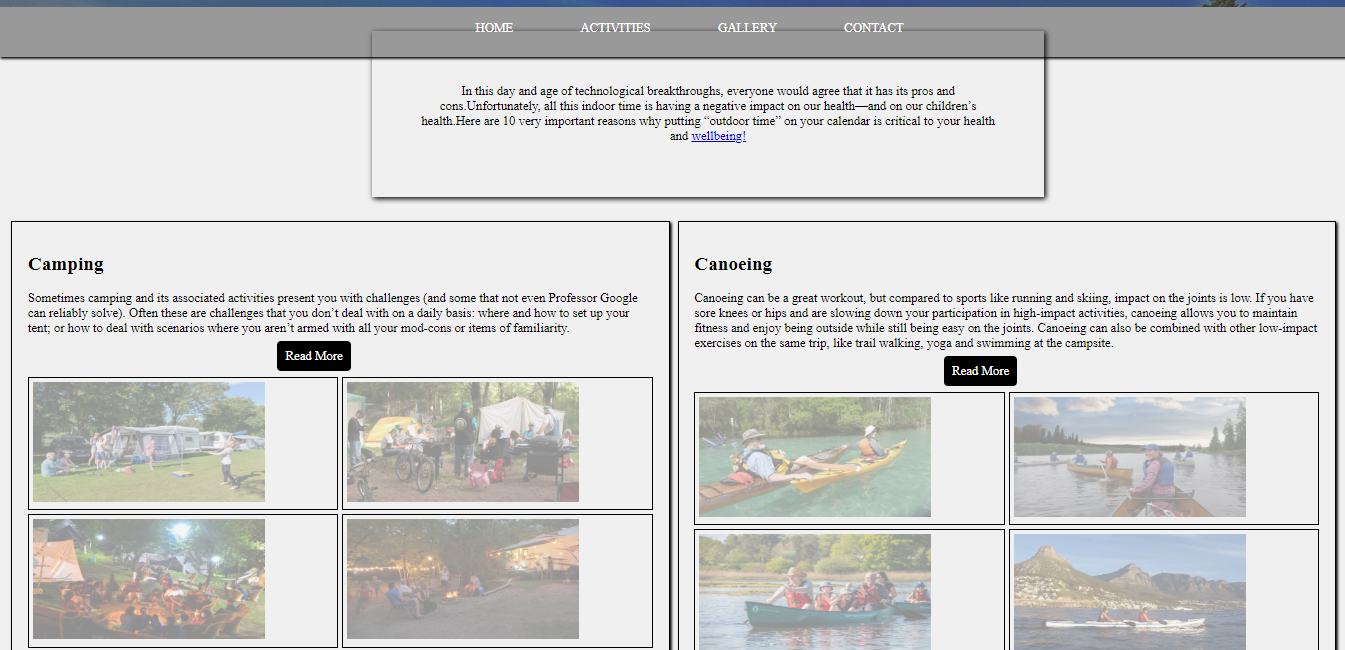 HOME ACTIVITIES GALLERY CONTACT
In this day and age of technological breakthroughs, everyone would agree that it has its pros and
cons.Unfortunately, all this indoor time is having a negative impact on our health—and on our children’s
health.Here are 10 very important reasons why putting “outdoor time” on your calendar is critical to your health
and wellbeing!
Camping
Sometimes camping and its associated activities present you with challenges (and some that not even Professor Google
can reliably solve). Often these are challenges that you don’t deal with on a daily basis: where and how to set up your
tent; or how to deal with scenarios where you aren’t armed with all your mod-cons or items of familiarity.
Read More
Canoeing
Canoeing can be a great workout, but compared to sports like running and skiing, impact on the joints is low. If you have
sore knees or hips and are slowing down your participation in high-impact activities, canoeing allows you to maintain
fitness and enjoy being outside while still being easy on the joints. Canoeing can also be combined with other low-impact
exercises on the same trip, like trail walking, yoga and swimming at the campsite.
Read More